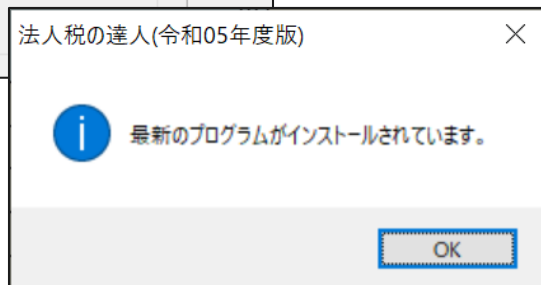 法人税の達人(令和05年度版)
最新のプログラムがインストールされています。
OK